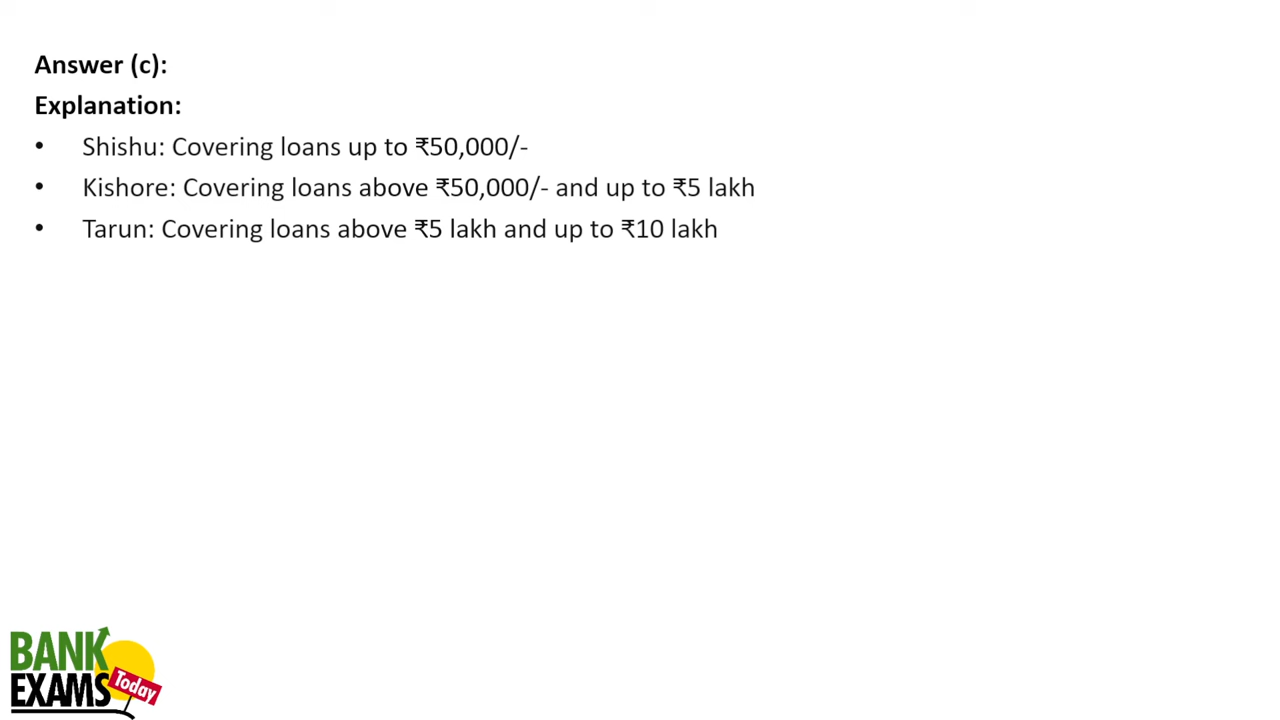 Answer (c):
Explanation:
• Shishu: Covering loans up to ₹50,000/-
• Kishore: Covering loans above ₹50,000/- and up to ₹5 lakh
• Tarun: Covering loans above ₹5 lakh and up to ₹10 lakh
BANK
EXAMS
Today